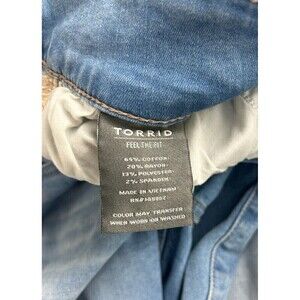 TORRID
FEEL THE FIT
65% COTTON
20% RAYON
13% POLYESTER
2% SPANDEX
MADE IN VIETNAM
COLOR MAY TRANSFER
WHEN WORN OR WASHED